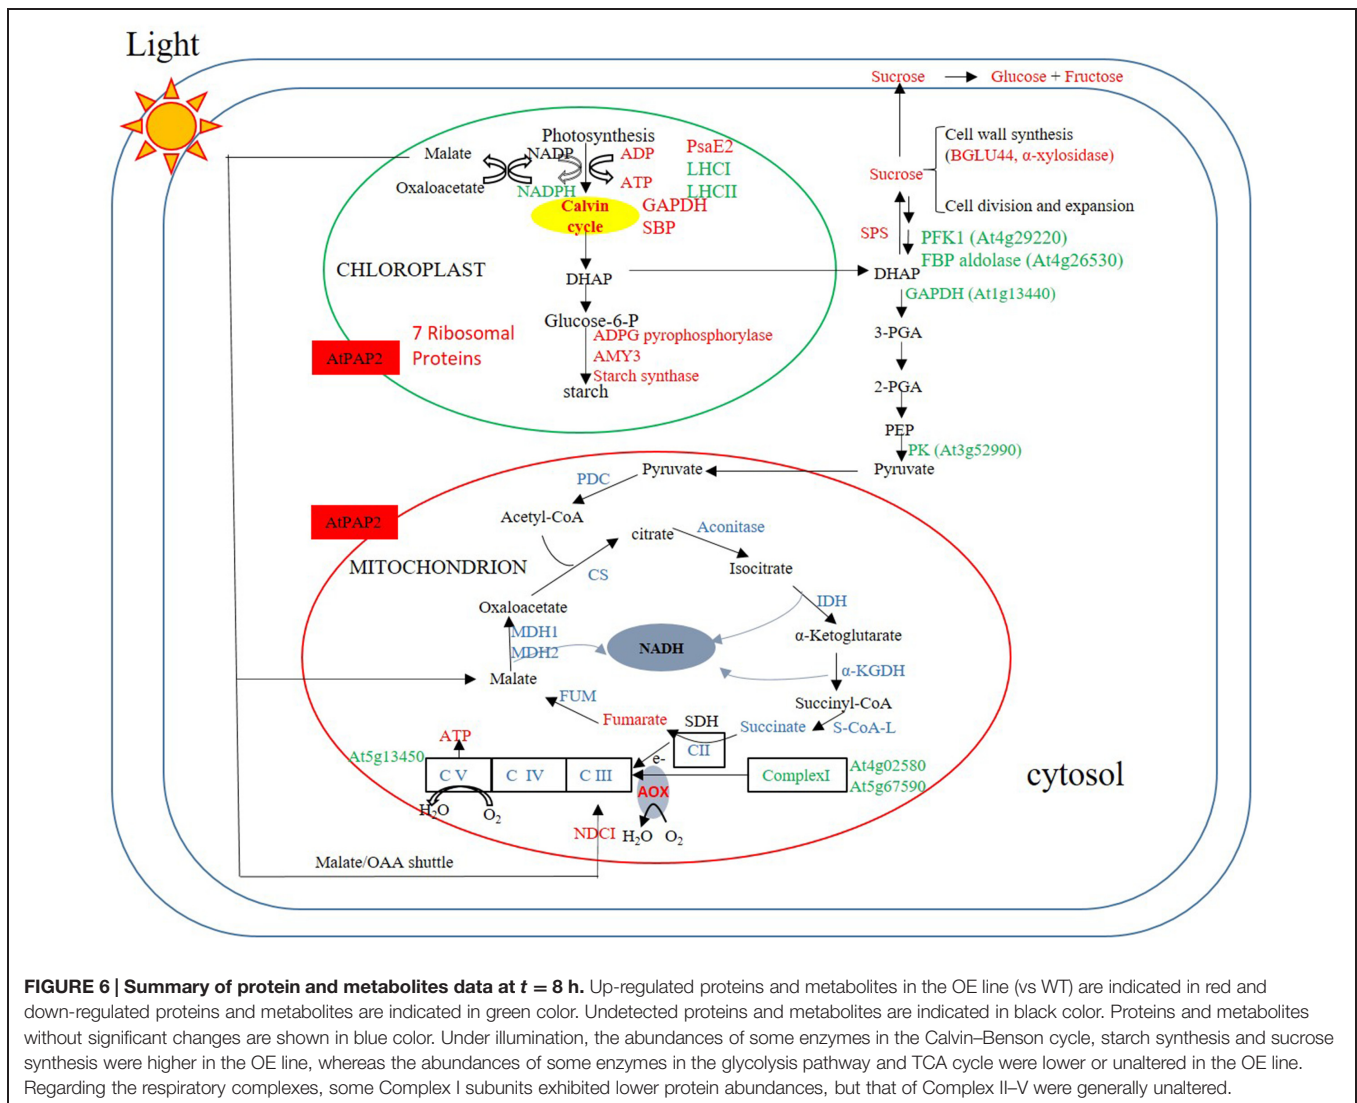 Light
Sucrose
Glucose + Fructose
Photosynthesis
Malate
NADP
ADP
PsaE2
Oxaloacetate
NADPH
ATP
LHCI
LHCII
Calvin
cycle
GAPDH
SBP
CHLOROPLAST
DHAP
Glucose-6-P
ADPG pyrophosphorylase
AMY3
Starch synthase
starch
7 Ribosomal
Proteins
AtPAP2
Cell wall synthesis
(BGLU44, α-xylosidase)
Sucrose
Cell division and expansion
SPS
PFK1 (At4g29220)
FBP aldolase (At4g26530)
DHAP
GAPDH (At1g13440)
3-PGA
2-PGA
PEP
PK (At3g52990)
Pyruvate
Pyruvate
PDC
AtPAP2
Acetyl-CoA
citrate
Aconitase
MITOCHONDRION
CS
Isocitrate
Oxaloacetate
IDH
MDH1
MDH2
NADH
α-Ketoglutarate
α-KGDH
Malate
FUM
Succinyl-CoA
Fumarate
SDH
Succinate
S-CoA-L
ATP
CII
At5g13450
C V
C IV
C III
e-
ComplexI
At4g02580
At5g67590
AOX
H2O
O2
NDCI
H2O
O2
cytosol
Malate/OAA shuttle
FIGURE 6 | Summary of protein and metabolites data at t = 8 h. Up-regulated proteins and metabolites in the OE line (vs WT) are indicated in red and
down-regulated proteins and metabolites are indicated in green color. Undetected proteins and metabolites are indicated in black color. Proteins and metabolites
without significant changes are shown in blue color. Under illumination, the abundances of some enzymes in the Calvin–Benson cycle, starch synthesis and sucrose
synthesis were higher in the OE line, whereas the abundances of some enzymes in the glycolysis pathway and TCA cycle were lower or unaltered in the OE line.
Regarding the respiratory complexes, some Complex I subunits exhibited lower protein abundances, but that of Complex II–V were generally unaltered.